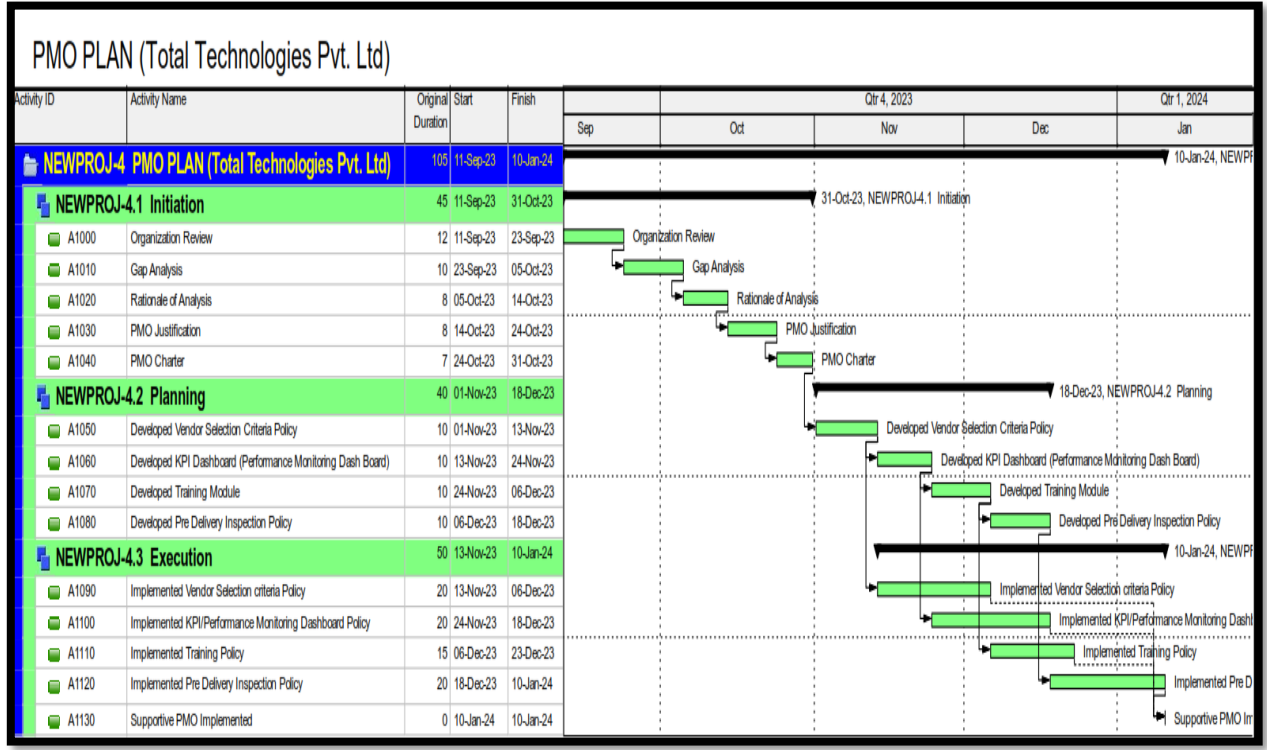 PMO PLAN (Total Technologies Pvt. Ltd)
Activity ID Activity Name Original Duration Start Finish Qtr 4, 2023 Qtr 1, 2024
Sep Oct Nov Dec Jan
NEWPROJ-4 PMO PLAN (Total Technologies Pvt. Ltd) 105 11-Sep-23 10-Jan-24 10-Jan-24, NEWPF
NEWPROJ-4.1 Initiation 45 11-Sep-23 31-Oct-23 31-Oct-23, NEWPROJ-4.1 Initiation
A1000 Organization Review 12 11-Sep-23 23-Sep-23 Organization Review
A1010 Gap Analysis 10 23-Sep-23 05-Oct-23 Gap Analysis
A1020 Rationale of Analysis 8 05-Oct-23 14-Oct-23 Rationale of Analysis
A1030 PMO Justification 8 14-Oct-23 24-Oct-23 PMO Justification
A1040 PMO Charter 7 24-Oct-23 31-Oct-23 PMO Charter
NEWPROJ-4.2 Planning 40 01-Nov-23 18-Dec-23 18-Dec-23, NEWPROJ-4.2 Planning
A1050 Developed Vendor Selection Criteria Policy 10 01-Nov-23 13-Nov-23 Developed Vendor Selection Criteria Policy
A1060 Developed KPI Dashboard (Performance Monitoring Dash Board) 10 13-Nov-23 24-Nov-23 Developed KPI Dashboard (Performance Monitoring Dash Board)
A1070 Developed Training Module 10 24-Nov-23 06-Dec-23 Developed Training Module
A1080 Developed Pre Delivery Inspection Policy 10 06-Dec-23 18-Dec-23 Developed Pre Delivery Inspection Policy
NEWPROJ-4.3 Execution 50 13-Nov-23 10-Jan-24 10-Jan-24, NEWPF
A1090 Implemented Vendor Selection criteria Policy 20 13-Nov-23 06-Dec-23 Implemented Vendor Selection criteria Policy
A1100 Implemented KPI/Performance Monitoring Dashboard Policy 20 24-Nov-23 18-Dec-23 Implemented KPI/Performance Monitoring Dashb
A1110 Implemented Training Policy 15 06-Dec-23 23-Dec-23 Implemented Training Policy
A1120 Implemented Pre Delivery Inspection Policy 20 18-Dec-23 10-Jan-24 Implemented Pre D
A1130 Supportive PMO Implemented 0 10-Jan-24 10-Jan-24 Supportive PMO Im